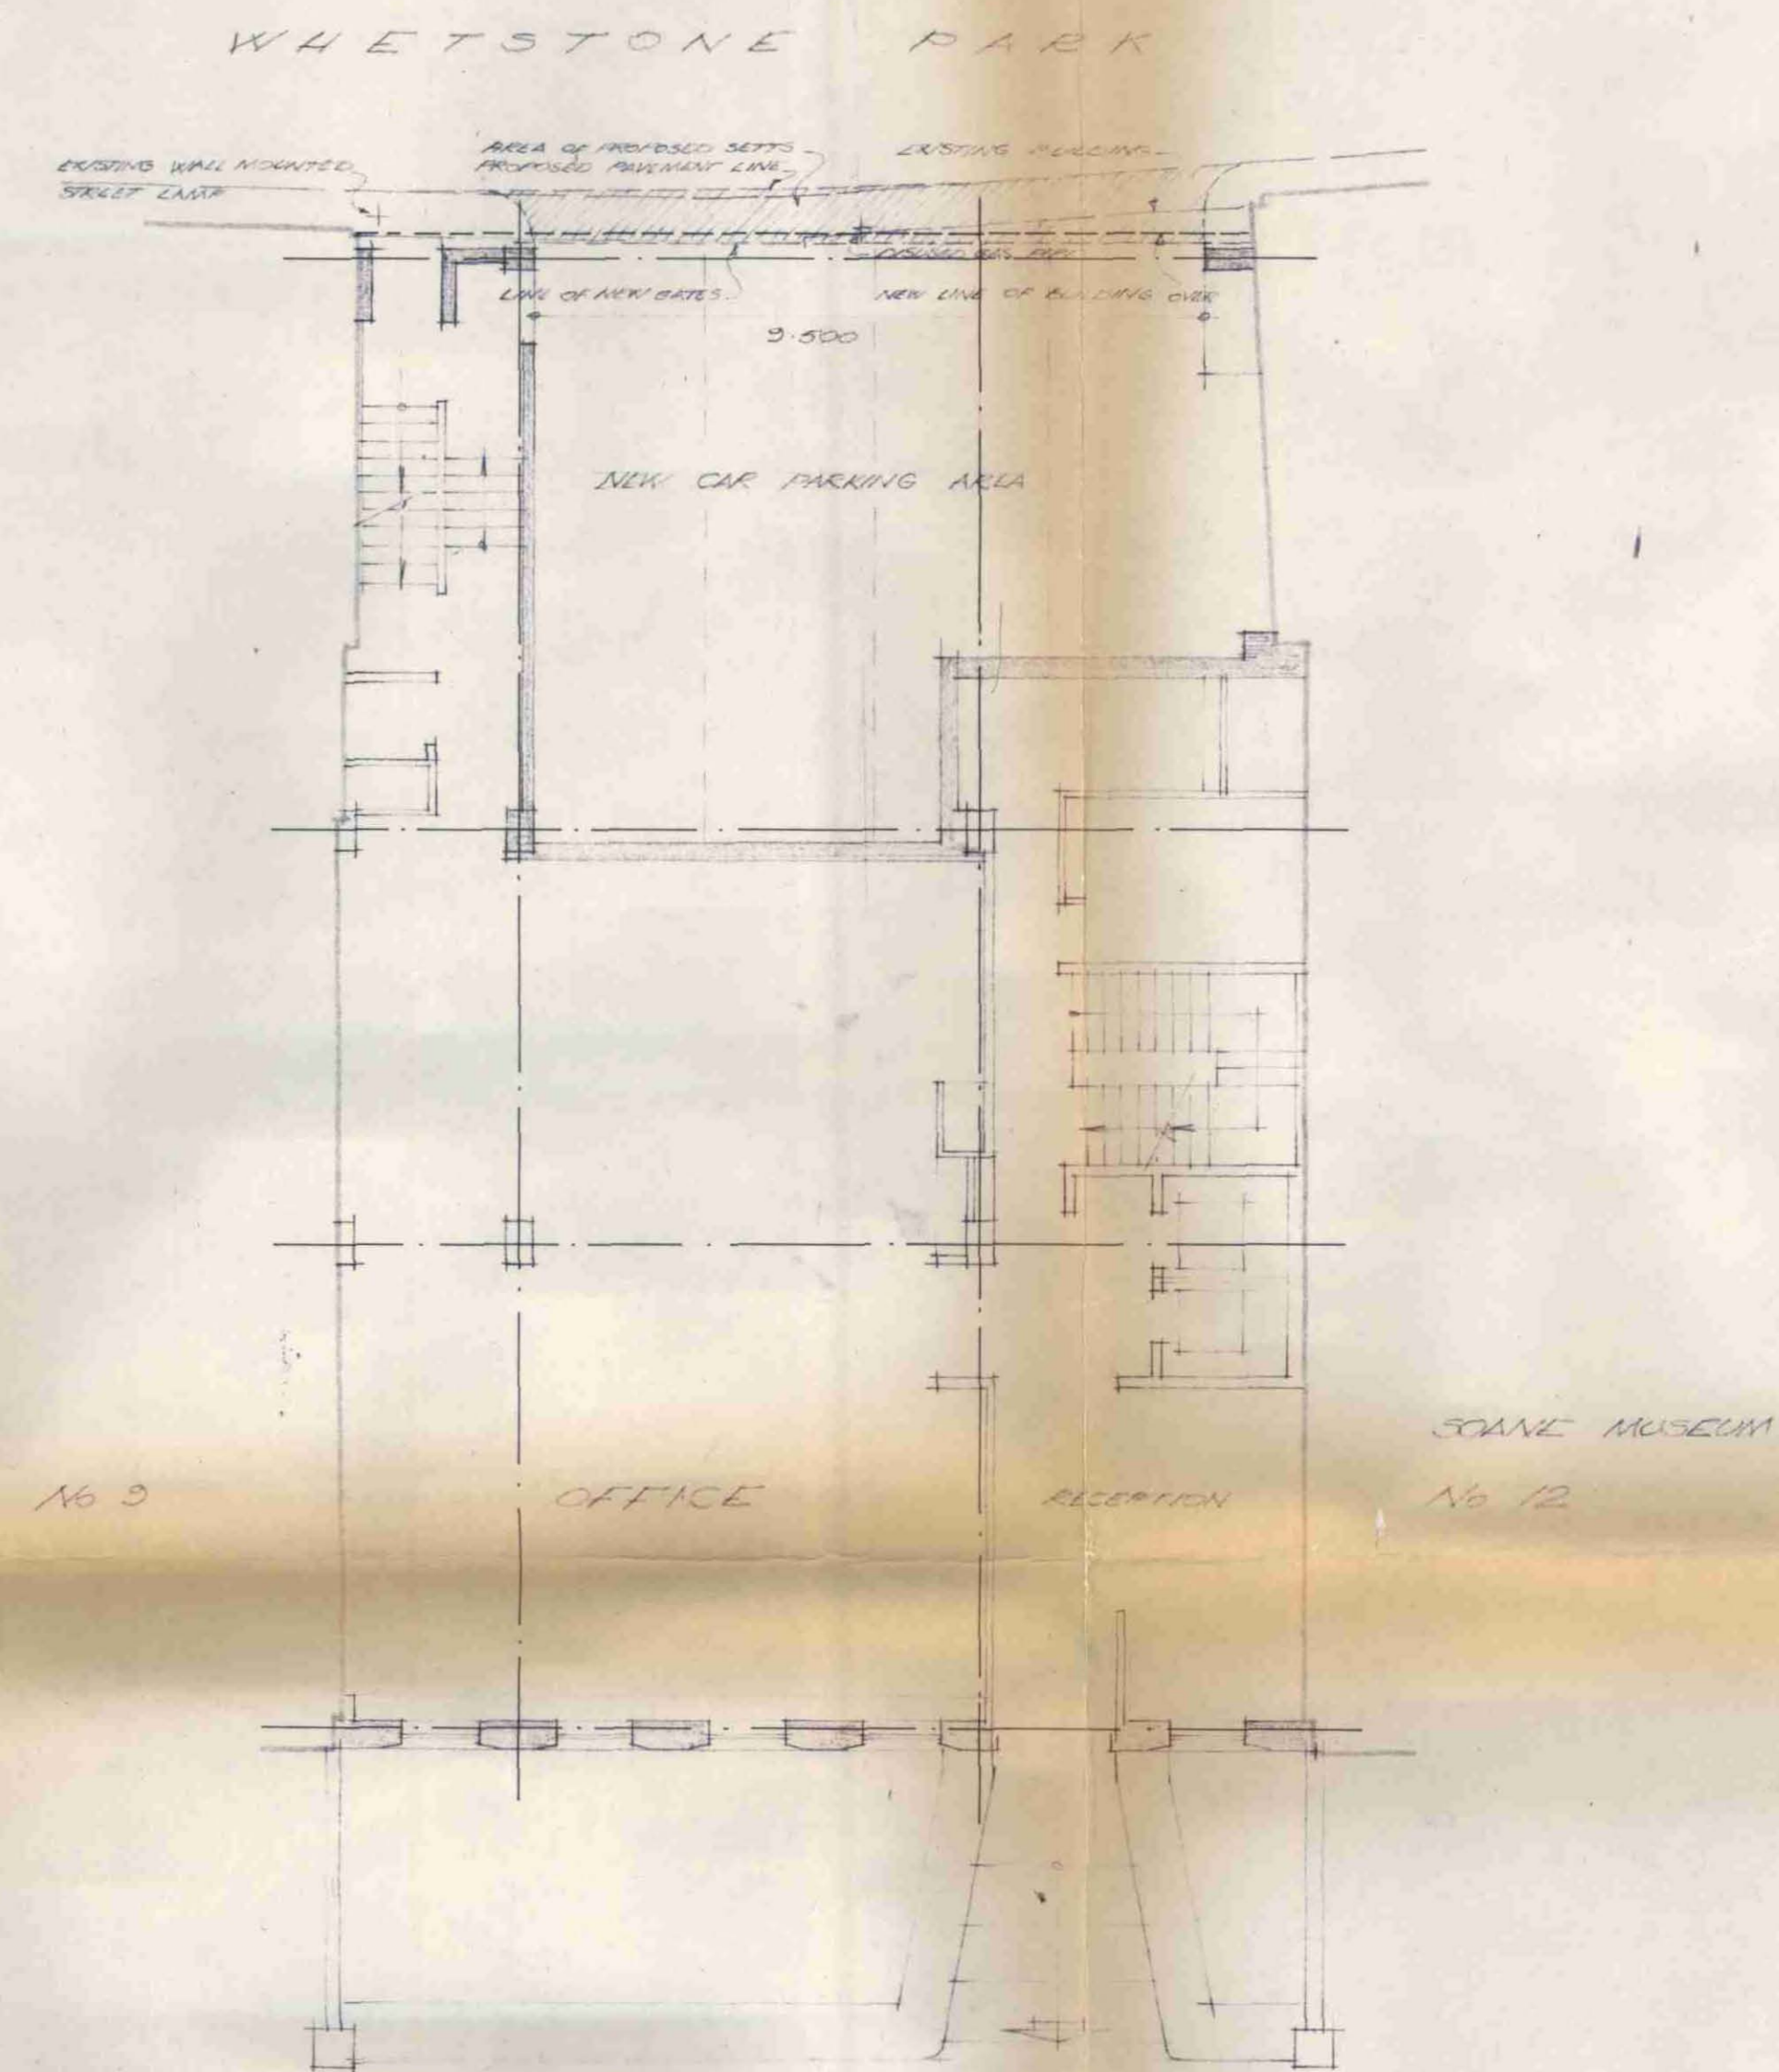 WHETSTONE PARK
EXISTING WALL MOUNTED
STREET LAMP
AREA OF PROPOSED SETTS
PROPOSED PAVEMENT LINE
EXISTING BUILDING
DISUSED GAS
LINE OF NEW GATES
NEW LINE OF BUILDING OVER
9.500
NEW CAR PARKING AREA
SOANE MUSEUM
No 9
OFFICE
RECEPTION
No 12